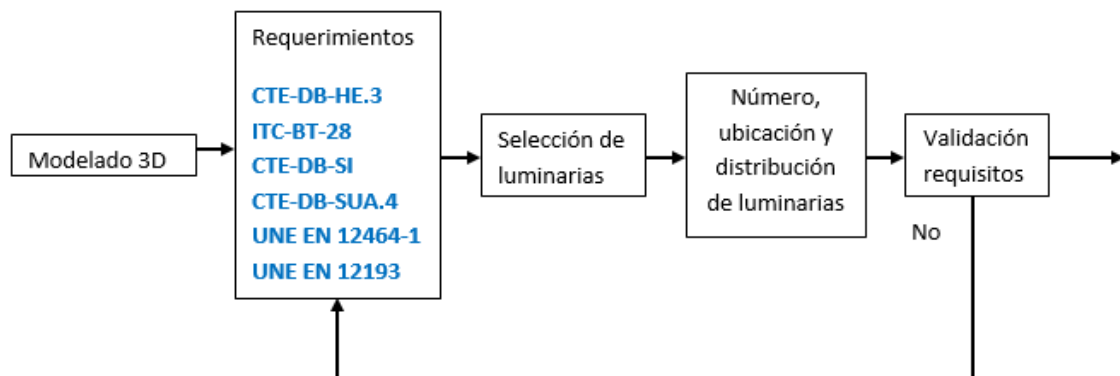 Modelado 3D
Requerimientos
CTE-DB-HE.3
ITC-BT-28
CTE-DB-SI
CTE-DB-SUA.4
UNE EN 12464-1
UNE EN 12193
Selección de
luminarias
Número,
ubicación y
distribución
de luminarias
Validación
requisitos
No